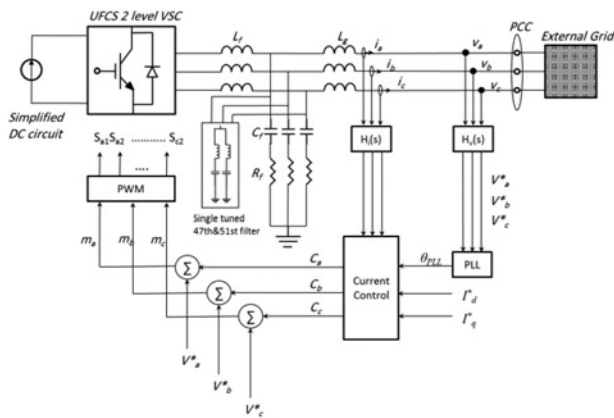 UFCS 2 level VSC
L_f
L_g
i_a
i_b
i_c
v_a
v_b
v_c
PCC
External Grid
Simplified
DC circuit
S_a1 S_a2 ............ S_c2
....
PWM
C_f
R_f
Single tuned
47th&51st filter
H_i(s)
H_v(s)
V*_a
V*_b
V*_c
m_a
m_b
m_c
Σ
Σ
Σ
C_a
C_b
C_c
Current
Control
θ_PLL
PLL
I*_d
I*_q
V*_a
V*_b
V*_c